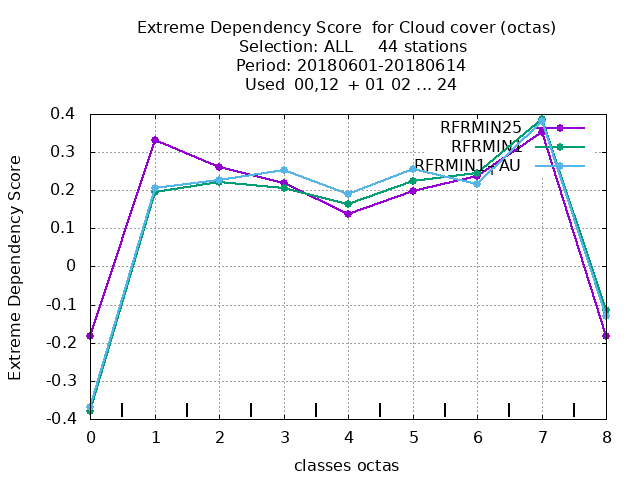 Extreme Dependency Score  for Cloud cover (octas)
Selection: ALL     44 stations
Period: 20180601-20180614
Used  00,12  + 01 02 ... 24
Extreme Dependency Score
0.4
0.3
0.2
0.1
0
-0.1
-0.2
-0.3
-0.4
RFRMIN25
RFRMIN1
RFRMIN1+AU
0 1 2 3 4 5 6 7 8
classes octas